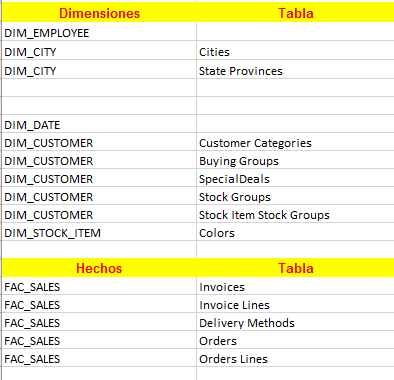 Dimensiones Tabla
DIM_EMPLOYEE
DIM_CITY Cities
DIM_CITY State Provinces
DIM_DATE
DIM_CUSTOMER Customer Categories
DIM_CUSTOMER Buying Groups
DIM_CUSTOMER SpecialDeals
DIM_CUSTOMER Stock Groups
DIM_CUSTOMER Stock Item Stock Groups
DIM_STOCK_ITEM Colors
Hechos Tabla
FAC_SALES Invoices
FAC_SALES Invoice Lines
FAC_SALES Delivery Methods
FAC_SALES Orders
FAC_SALES Orders Lines